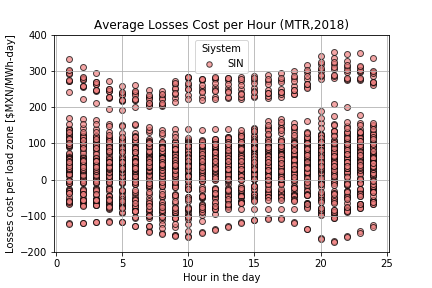 Average Losses Cost per Hour (MTR,2018)
Losses cost per load zone [$MXN/MWh-day]
400
300
200
100
0
−100
−200
Siystem
SIN
0
5
10
15
20
25
Hour in the day